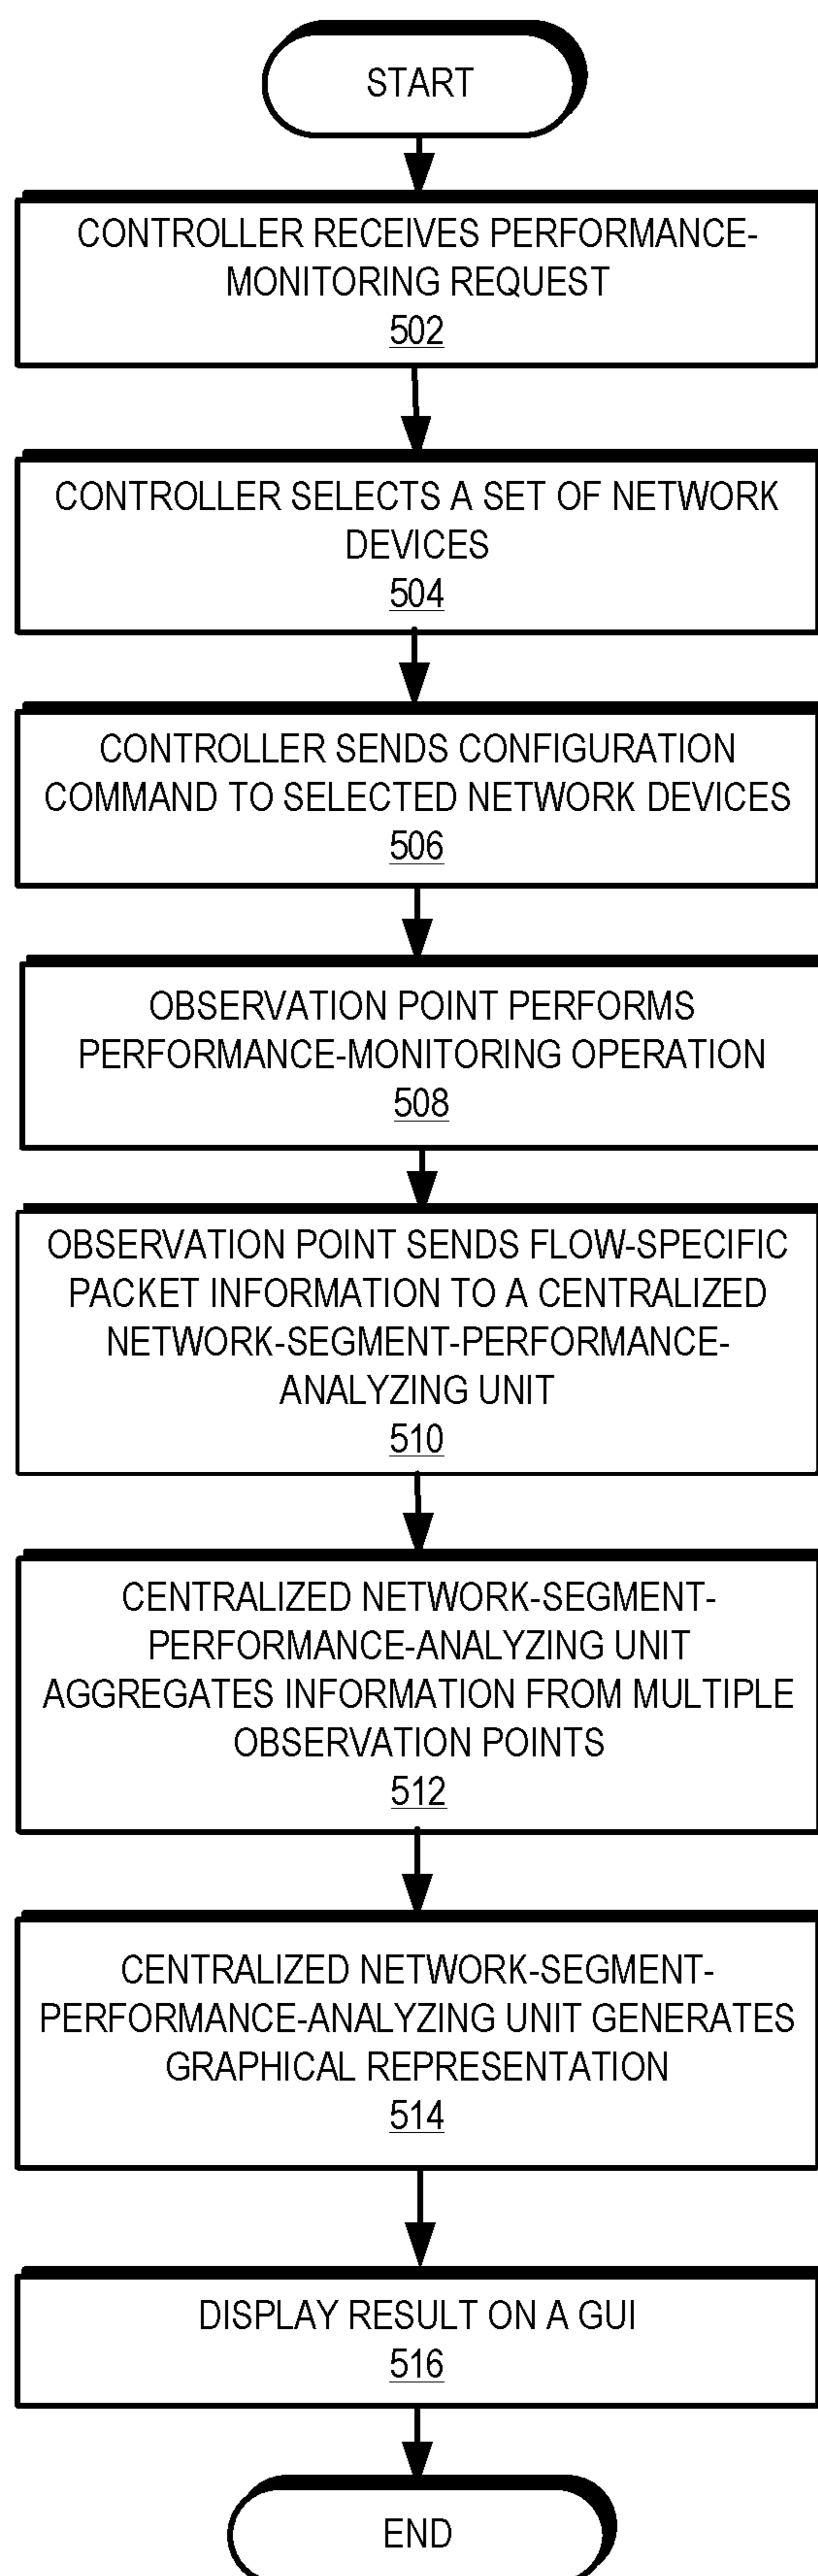 START
CONTROLLER RECEIVES PERFORMANCE-
MONITORING REQUEST
502
CONTROLLER SELECTS A SET OF NETWORK
DEVICES
504
CONTROLLER SENDS CONFIGURATION
COMMAND TO SELECTED NETWORK DEVICES
506
OBSERVATION POINT PERFORMS
PERFORMANCE-MONITORING OPERATION
508
OBSERVATION POINT SENDS FLOW-SPECIFIC
PACKET INFORMATION TO A CENTRALIZED
NETWORK-SEGMENT-PERFORMANCE-
ANALYZING UNIT
510
CENTRALIZED NETWORK-SEGMENT-
PERFORMANCE-ANALYZING UNIT
AGGREGATES INFORMATION FROM MULTIPLE
OBSERVATION POINTS
512
CENTRALIZED NETWORK-SEGMENT-
PERFORMANCE-ANALYZING UNIT GENERATES
GRAPHICAL REPRESENTATION
514
DISPLAY RESULT ON A GUI
516
END